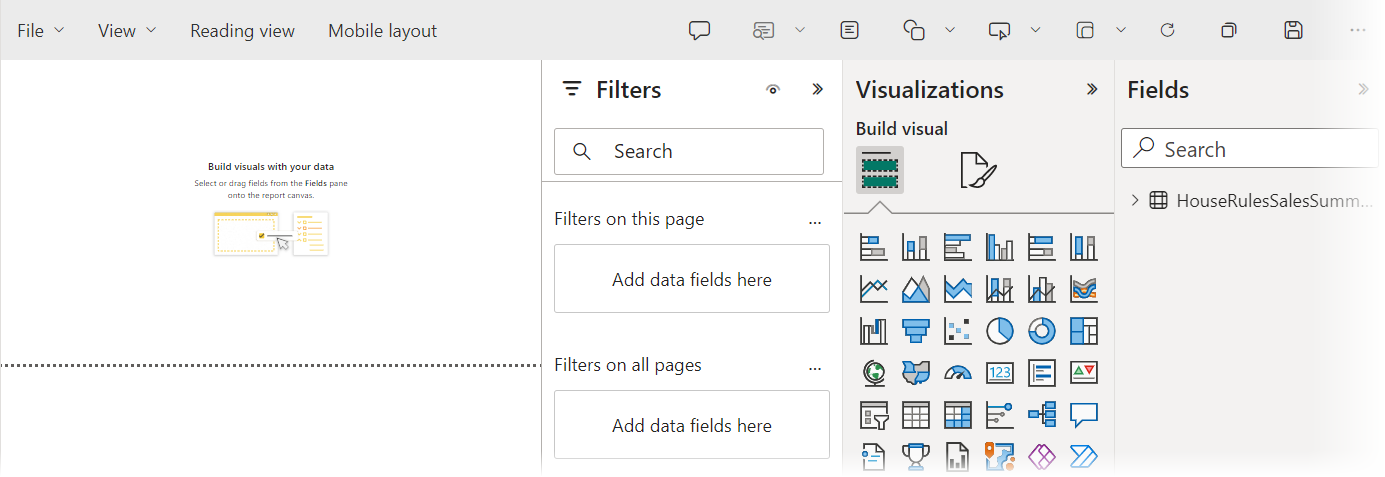 File View Reading view Mobile layout
Filters
Search
Filters on this page ...
Add data fields here
Filters on all pages ...
Add data fields here
Visualizations
Build visual
123
Fields
Search
HouseRulesSalesSumm...
Build visuals with your data
Select or drag fields from the Fields pane
onto the report canvas.